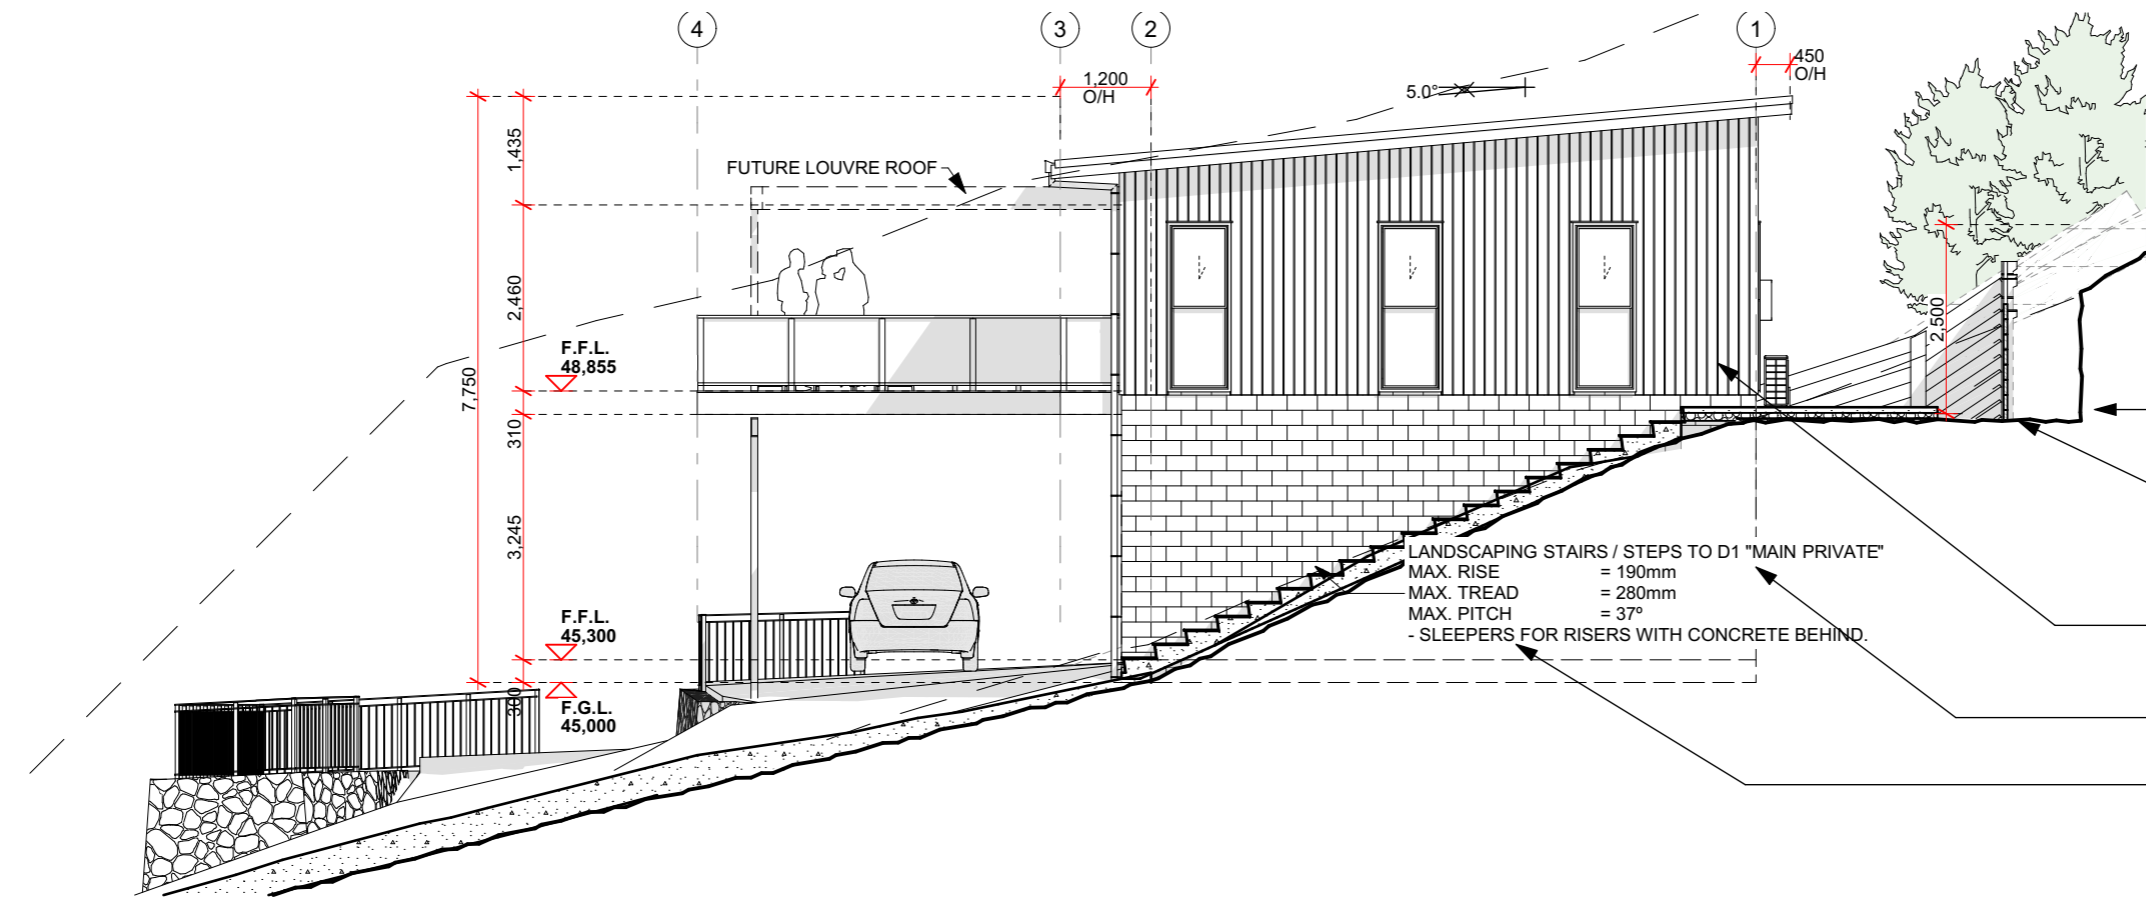 4
3
2
1
1,200
O/H
450
O/H
5.0°
1,435
FUTURE LOUVRE ROOF
2,460
F.F.L.
48,855
7,750
310
2,500
3,245
LANDSCAPING STAIRS / STEPS TO D1 "MAIN PRIVATE"
MAX. RISE = 190mm
MAX. TREAD = 280mm
MAX. PITCH = 37º
- SLEEPERS FOR RISERS WITH CONCRETE BEHIND.
F.F.L.
45,300
300
F.G.L.
45,000